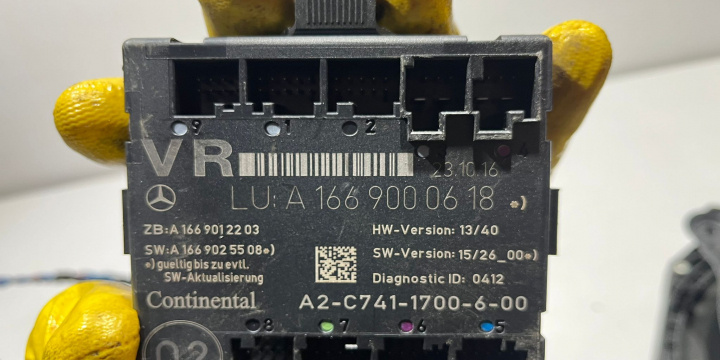 9 1 2
VR 23.10.16
LU: A 166 900 06 18 *)
ZB:A 166 901 22 03
HW-Version: 13/40
SW:A 166 902 55 08*)
SW-Version: 15/26_00*)
*) gueltig bis zu evtl.
SW-Aktualisierung
Diagnostic ID: 0412
Continental
A2-C741-1700-6-00
8 7 6 5